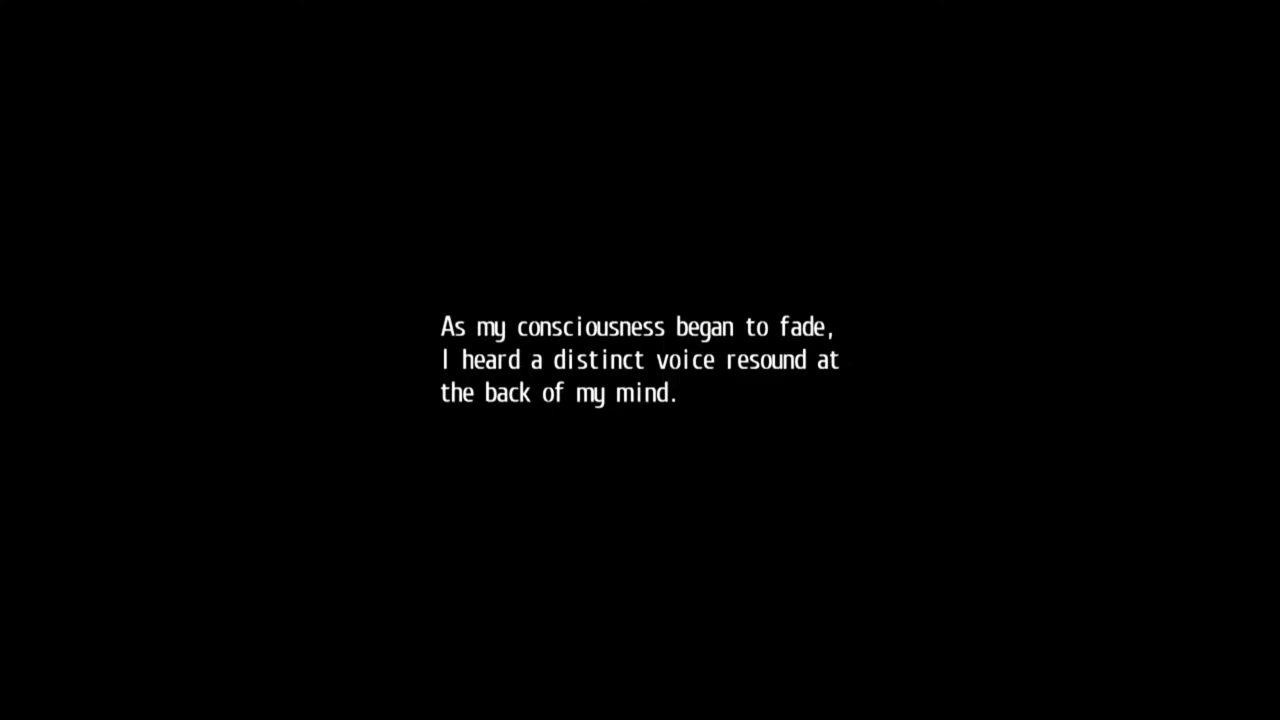 As my consciousness began to fade,
I heard a distinct voice resound at
the back of my mind.